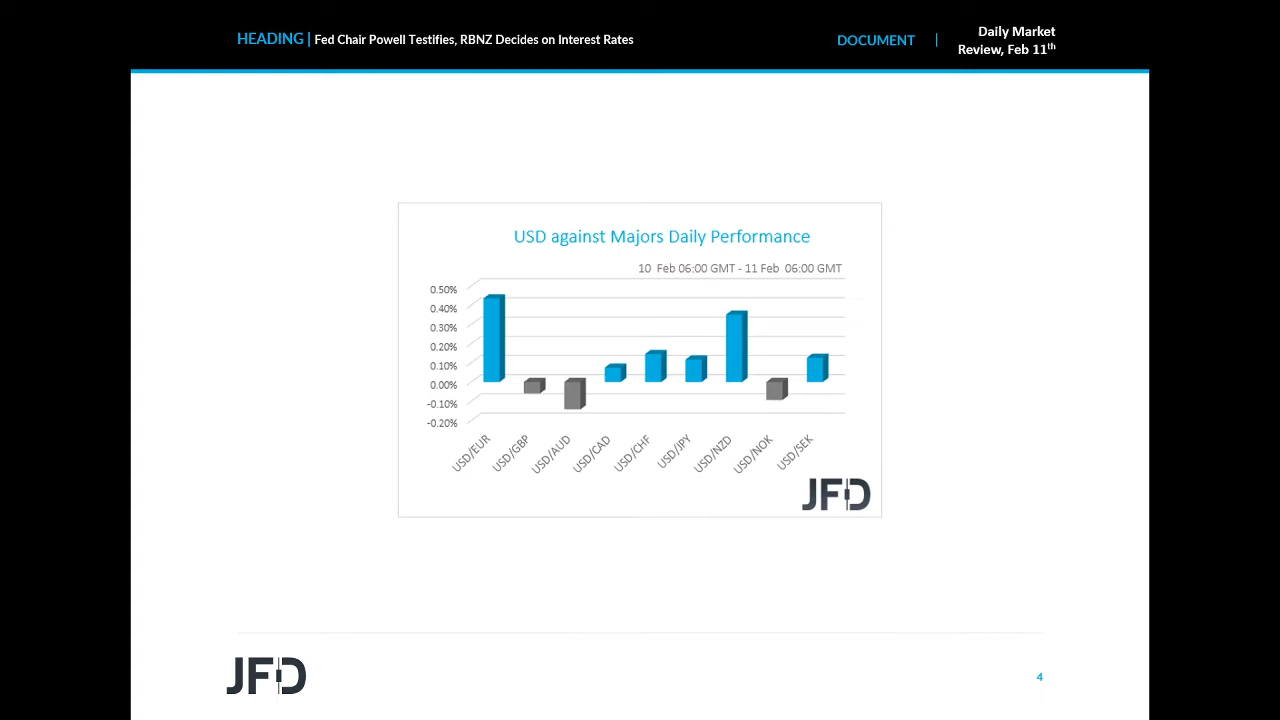 HEADING | Fed Chair Powell Testifies, RBNZ Decides on Interest Rates
DOCUMENT | Daily Market
Review, Feb 11th
USD against Majors Daily Performance
10 Feb 06:00 GMT - 11 Feb 06:00 GMT
0.50%
0.40%
0.30%
0.20%
0.10%
0.00%
-0.10%
-0.20%
USD/EUR
USD/GBP
USD/AUD
USD/CAD
USD/CHF
USD/JPY
USD/NZD
USD/NOK
USD/SEK
JFD
JFD
4